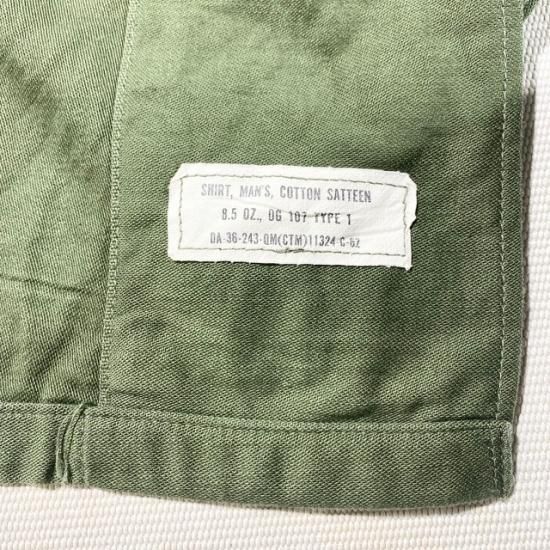 SHIRT, MAN'S, COTTON SATTEEN
8.5 OZ., OG 107 TYPE 1
DA-36-243-QM(CTM)11324-C-62